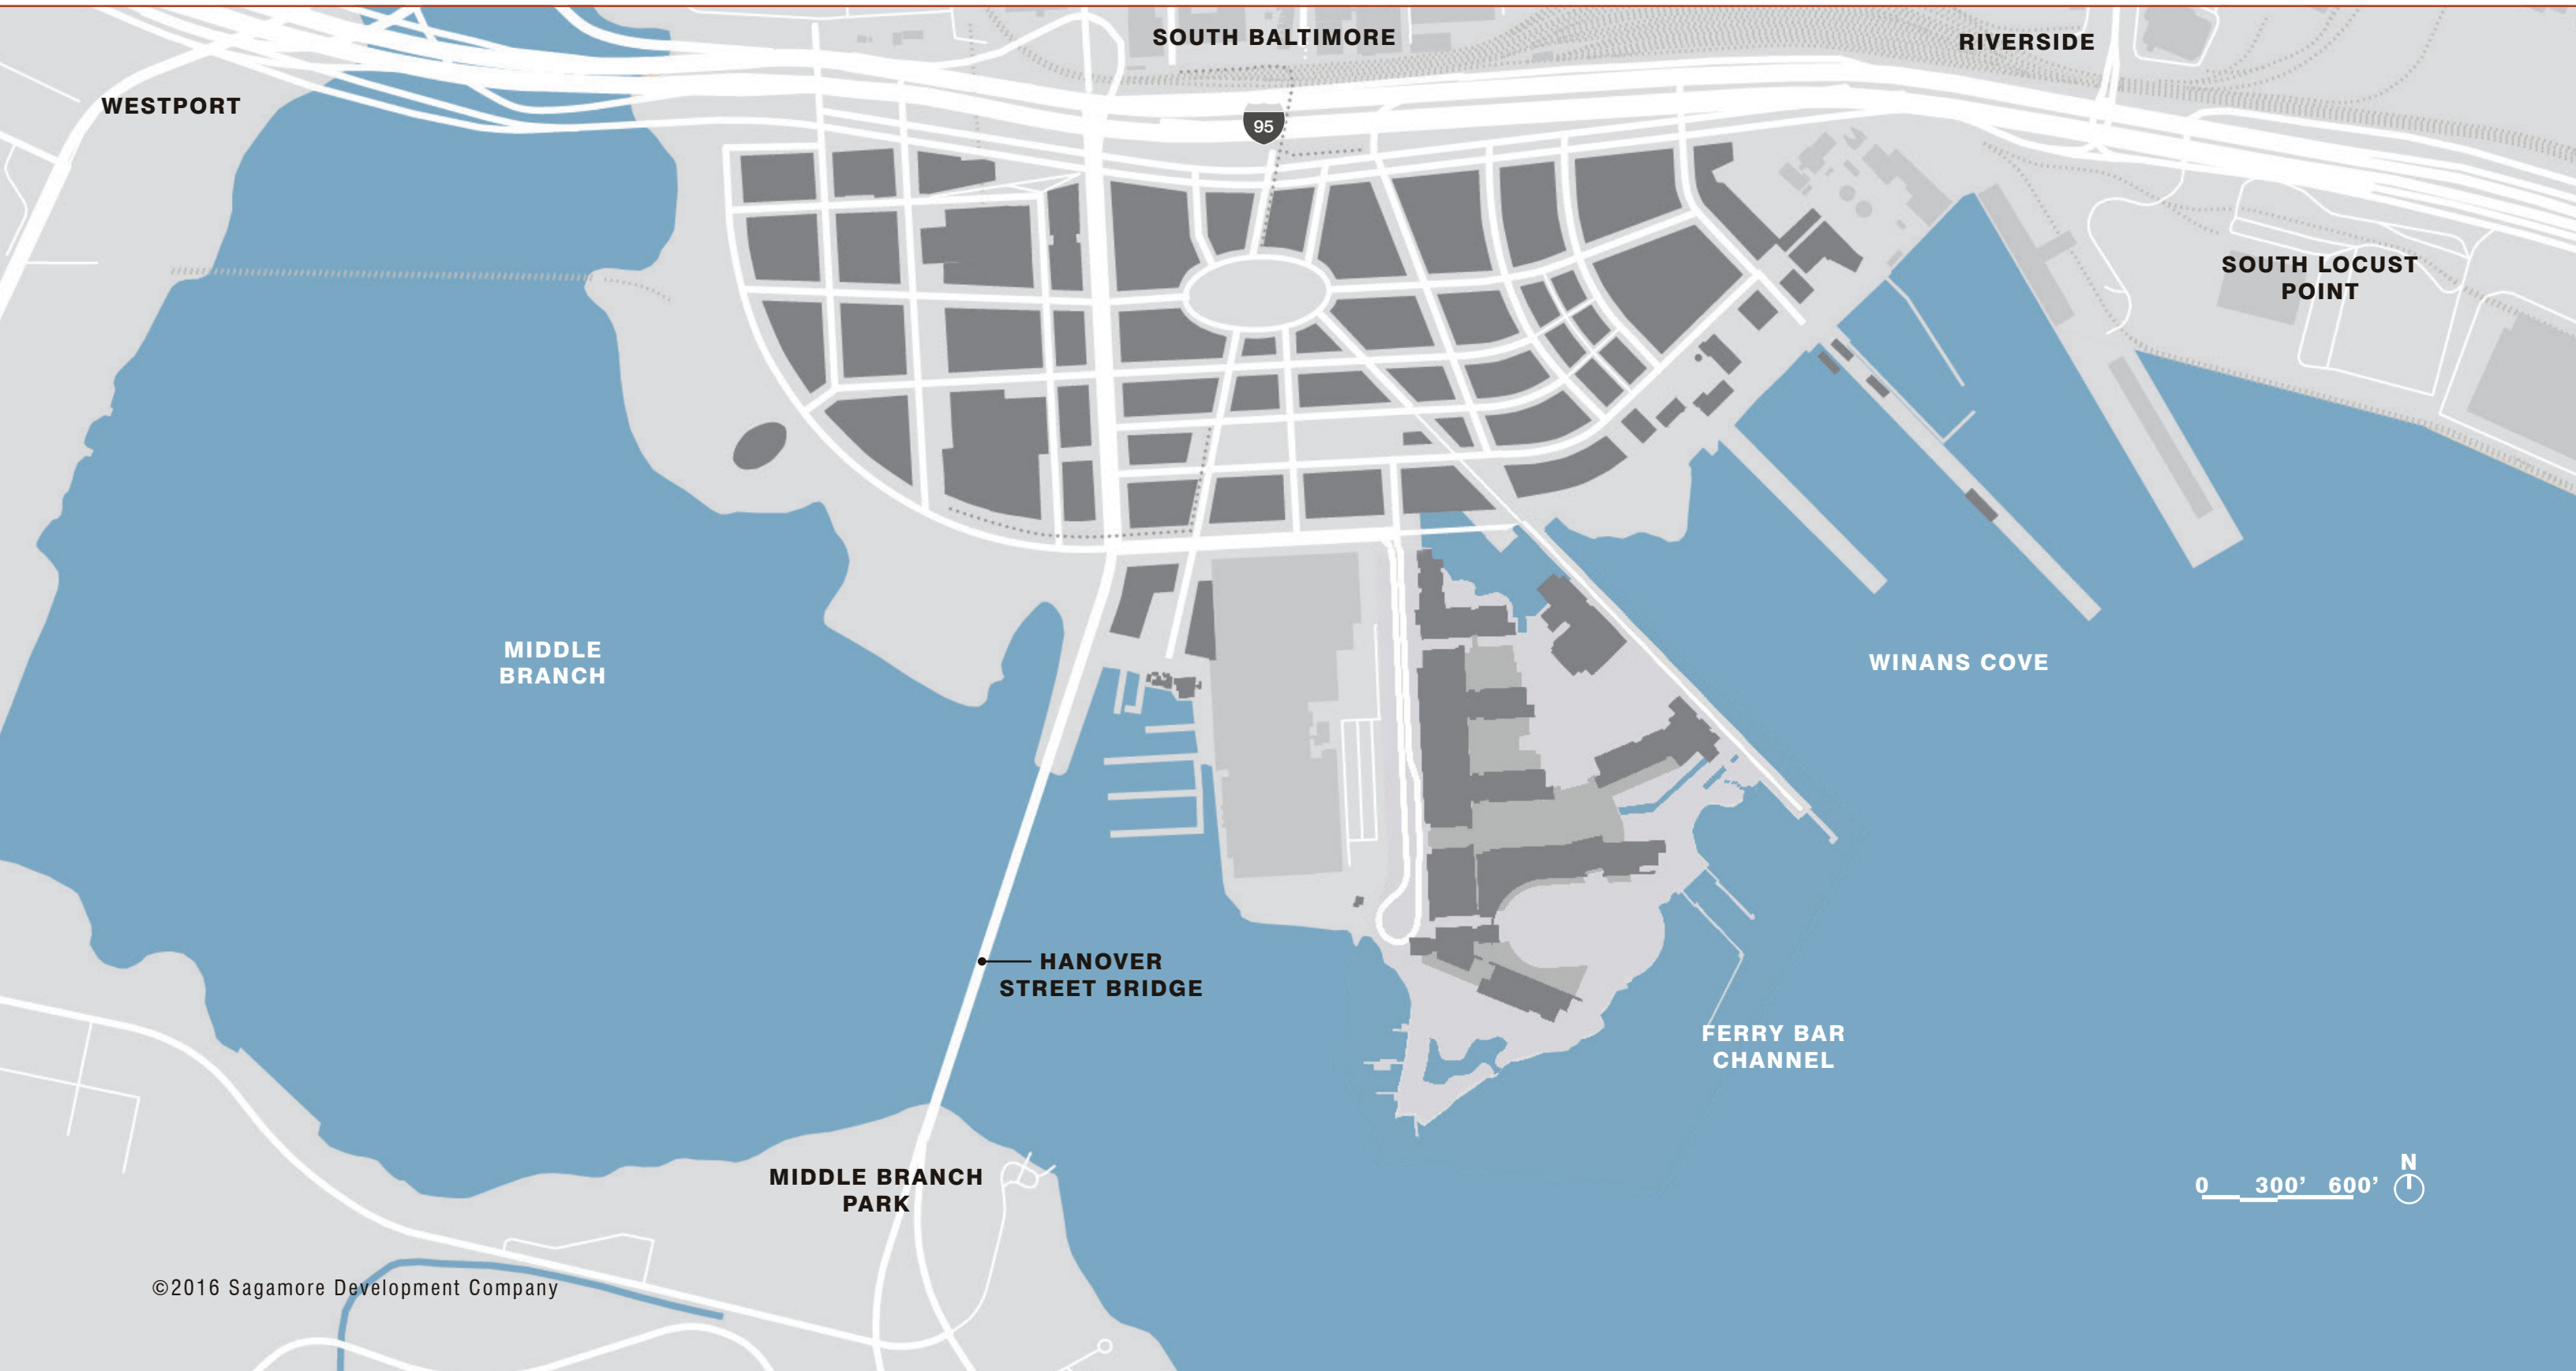 SOUTH BALTIMORE
RIVERSIDE
WESTPORT
95
SOUTH LOCUST
POINT
MIDDLE
BRANCH
WINANS COVE
HANOVER
STREET BRIDGE
FERRY BAR
CHANNEL
MIDDLE BRANCH
PARK
N
0 300’ 600’
©2016 Sagamore Development Company